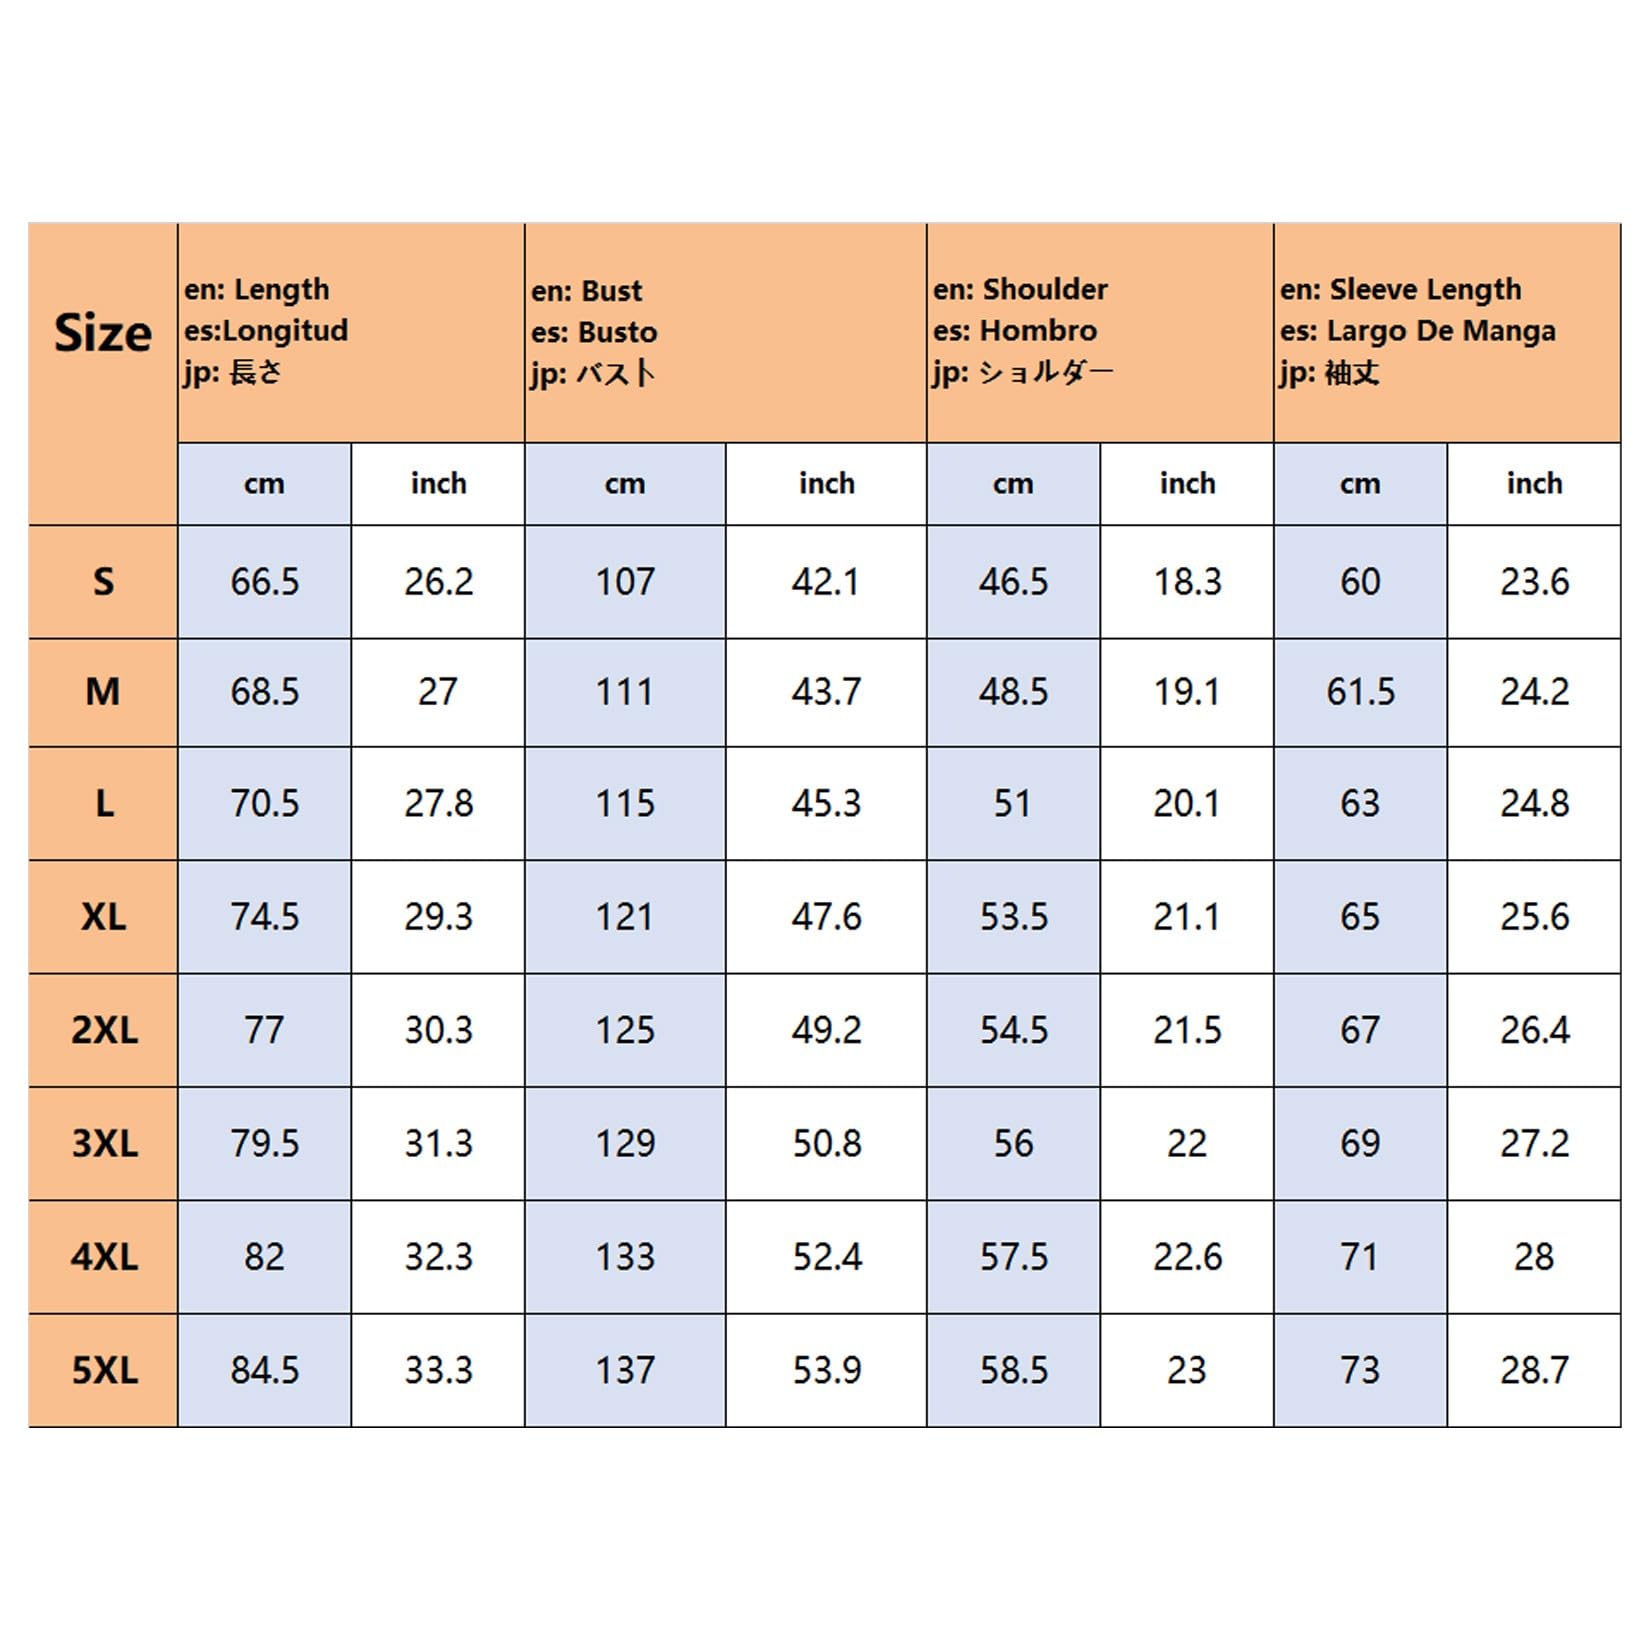 Size
en: Length
es:Longitud
jp: 長さ
en: Bust
es: Busto
jp: バスト
en: Shoulder
es: Hombro
jp: ショルダー
en: Sleeve Length
es: Largo De Manga
jp: 袖丈
cm inch cm inch cm inch cm inch
S 66.5 26.2 107 42.1 46.5 18.3 60 23.6
M 68.5 27 111 43.7 48.5 19.1 61.5 24.2
L 70.5 27.8 115 45.3 51 20.1 63 24.8
XL 74.5 29.3 121 47.6 53.5 21.1 65 25.6
2XL 77 30.3 125 49.2 54.5 21.5 67 26.4
3XL 79.5 31.3 129 50.8 56 22 69 27.2
4XL 82 32.3 133 52.4 57.5 22.6 71 28
5XL 84.5 33.3 137 53.9 58.5 23 73 28.7